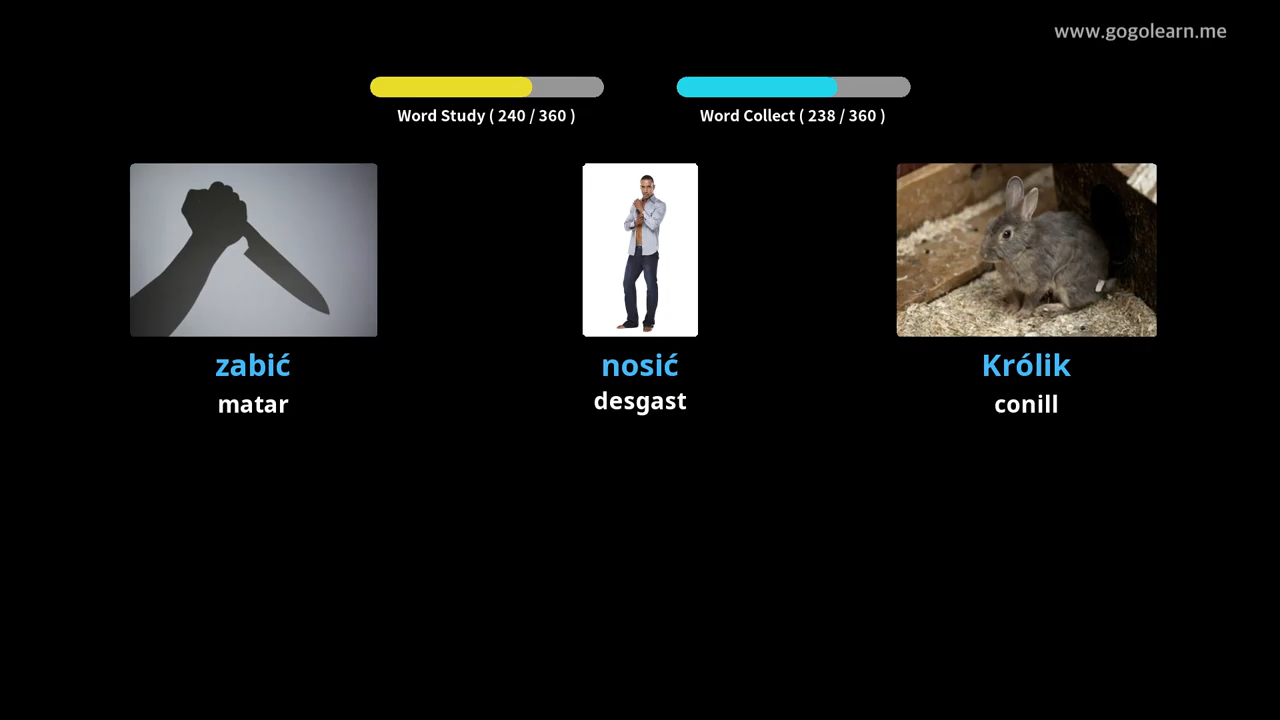 www.gogolearn.me
Word Study ( 240 / 360 )
Word Collect ( 238 / 360 )
zabić
nosić
Królik
matar
desgast
conill